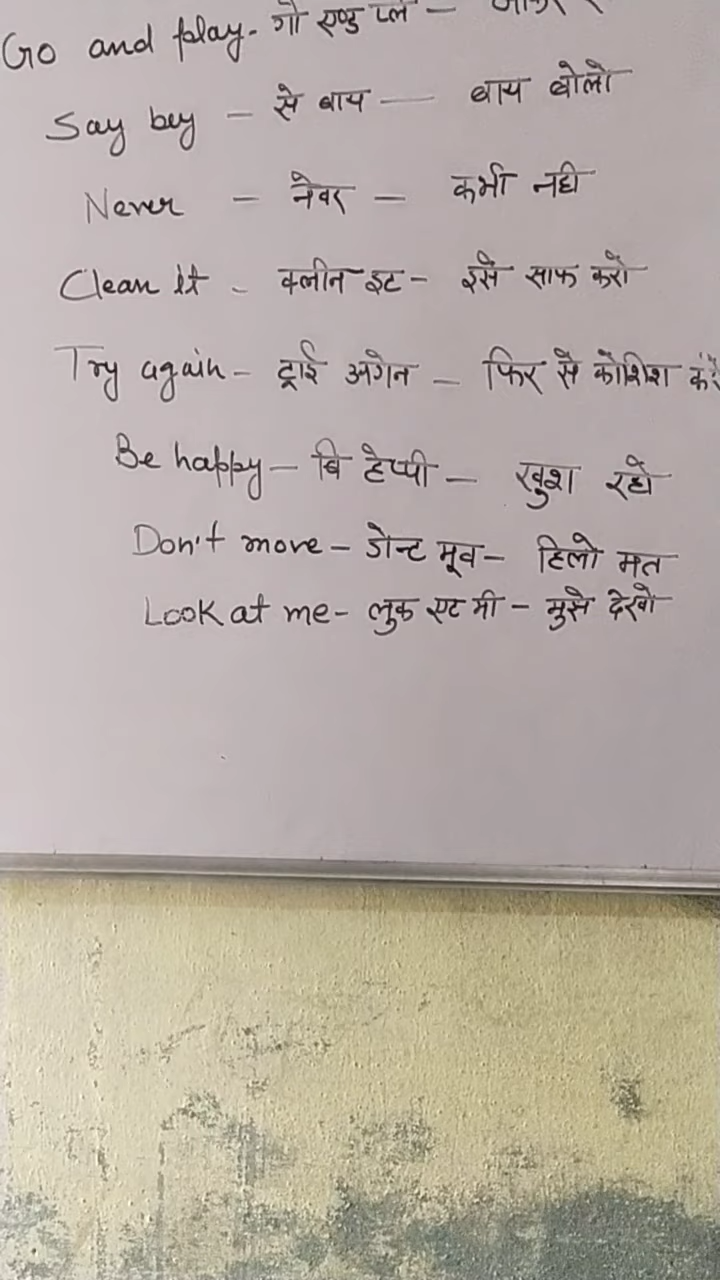 Go and play - गो एण्ड प्ले -
Say bey - से बाय - बाय बोलो
Never - नेवर - कभी नही
Clean It - क्लीन इट - इसे साफ करो
Try again - ट्राई अगेन - फिर से कोशिश करें
Be happy - बि हेप्पी - खुश रहो
Don't move - डोन्ट मूव - हिलो मत
Look at me - लुक एट मी - मुसे देखो